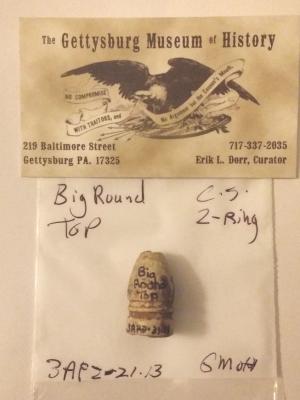 The Gettysburg Museum of History
NO COMPROMISE
WITH TRAITORS, and
No Argument but the Cannon's Mouth.
219 Baltimore Street
Gettysburg PA. 17325
717-337-2035
Erik L. Dorr, Curator
Big Round
Top
C.S.
2-Ring
Big
Round
Top
3AP2-21.13
GMOH